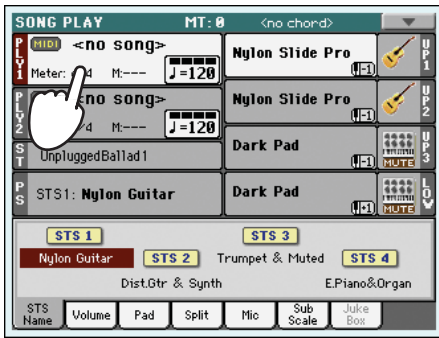 SONG PLAY MT: 0 <no chord>
PLY1 MIDI <no song>
Meter: /4 M:--- ♩=120
Nylon Slide Pro
-1
UP1
PLY2 <no song>
/4 M:--- ♩=120
Nylon Slide Pro
-1
UP2
ST UnpluggedBallad1
Dark Pad
-1
MUTE
UP3
PS STS1: Nylon Guitar
Dark Pad
+1
MUTE
LOW
STS 1 STS 3
Nylon Guitar STS 2 Trumpet & Muted STS 4
Dist.Gtr & Synth E.Piano&Organ
STS Name Volume Pad Split Mic Sub Scale Juke Box